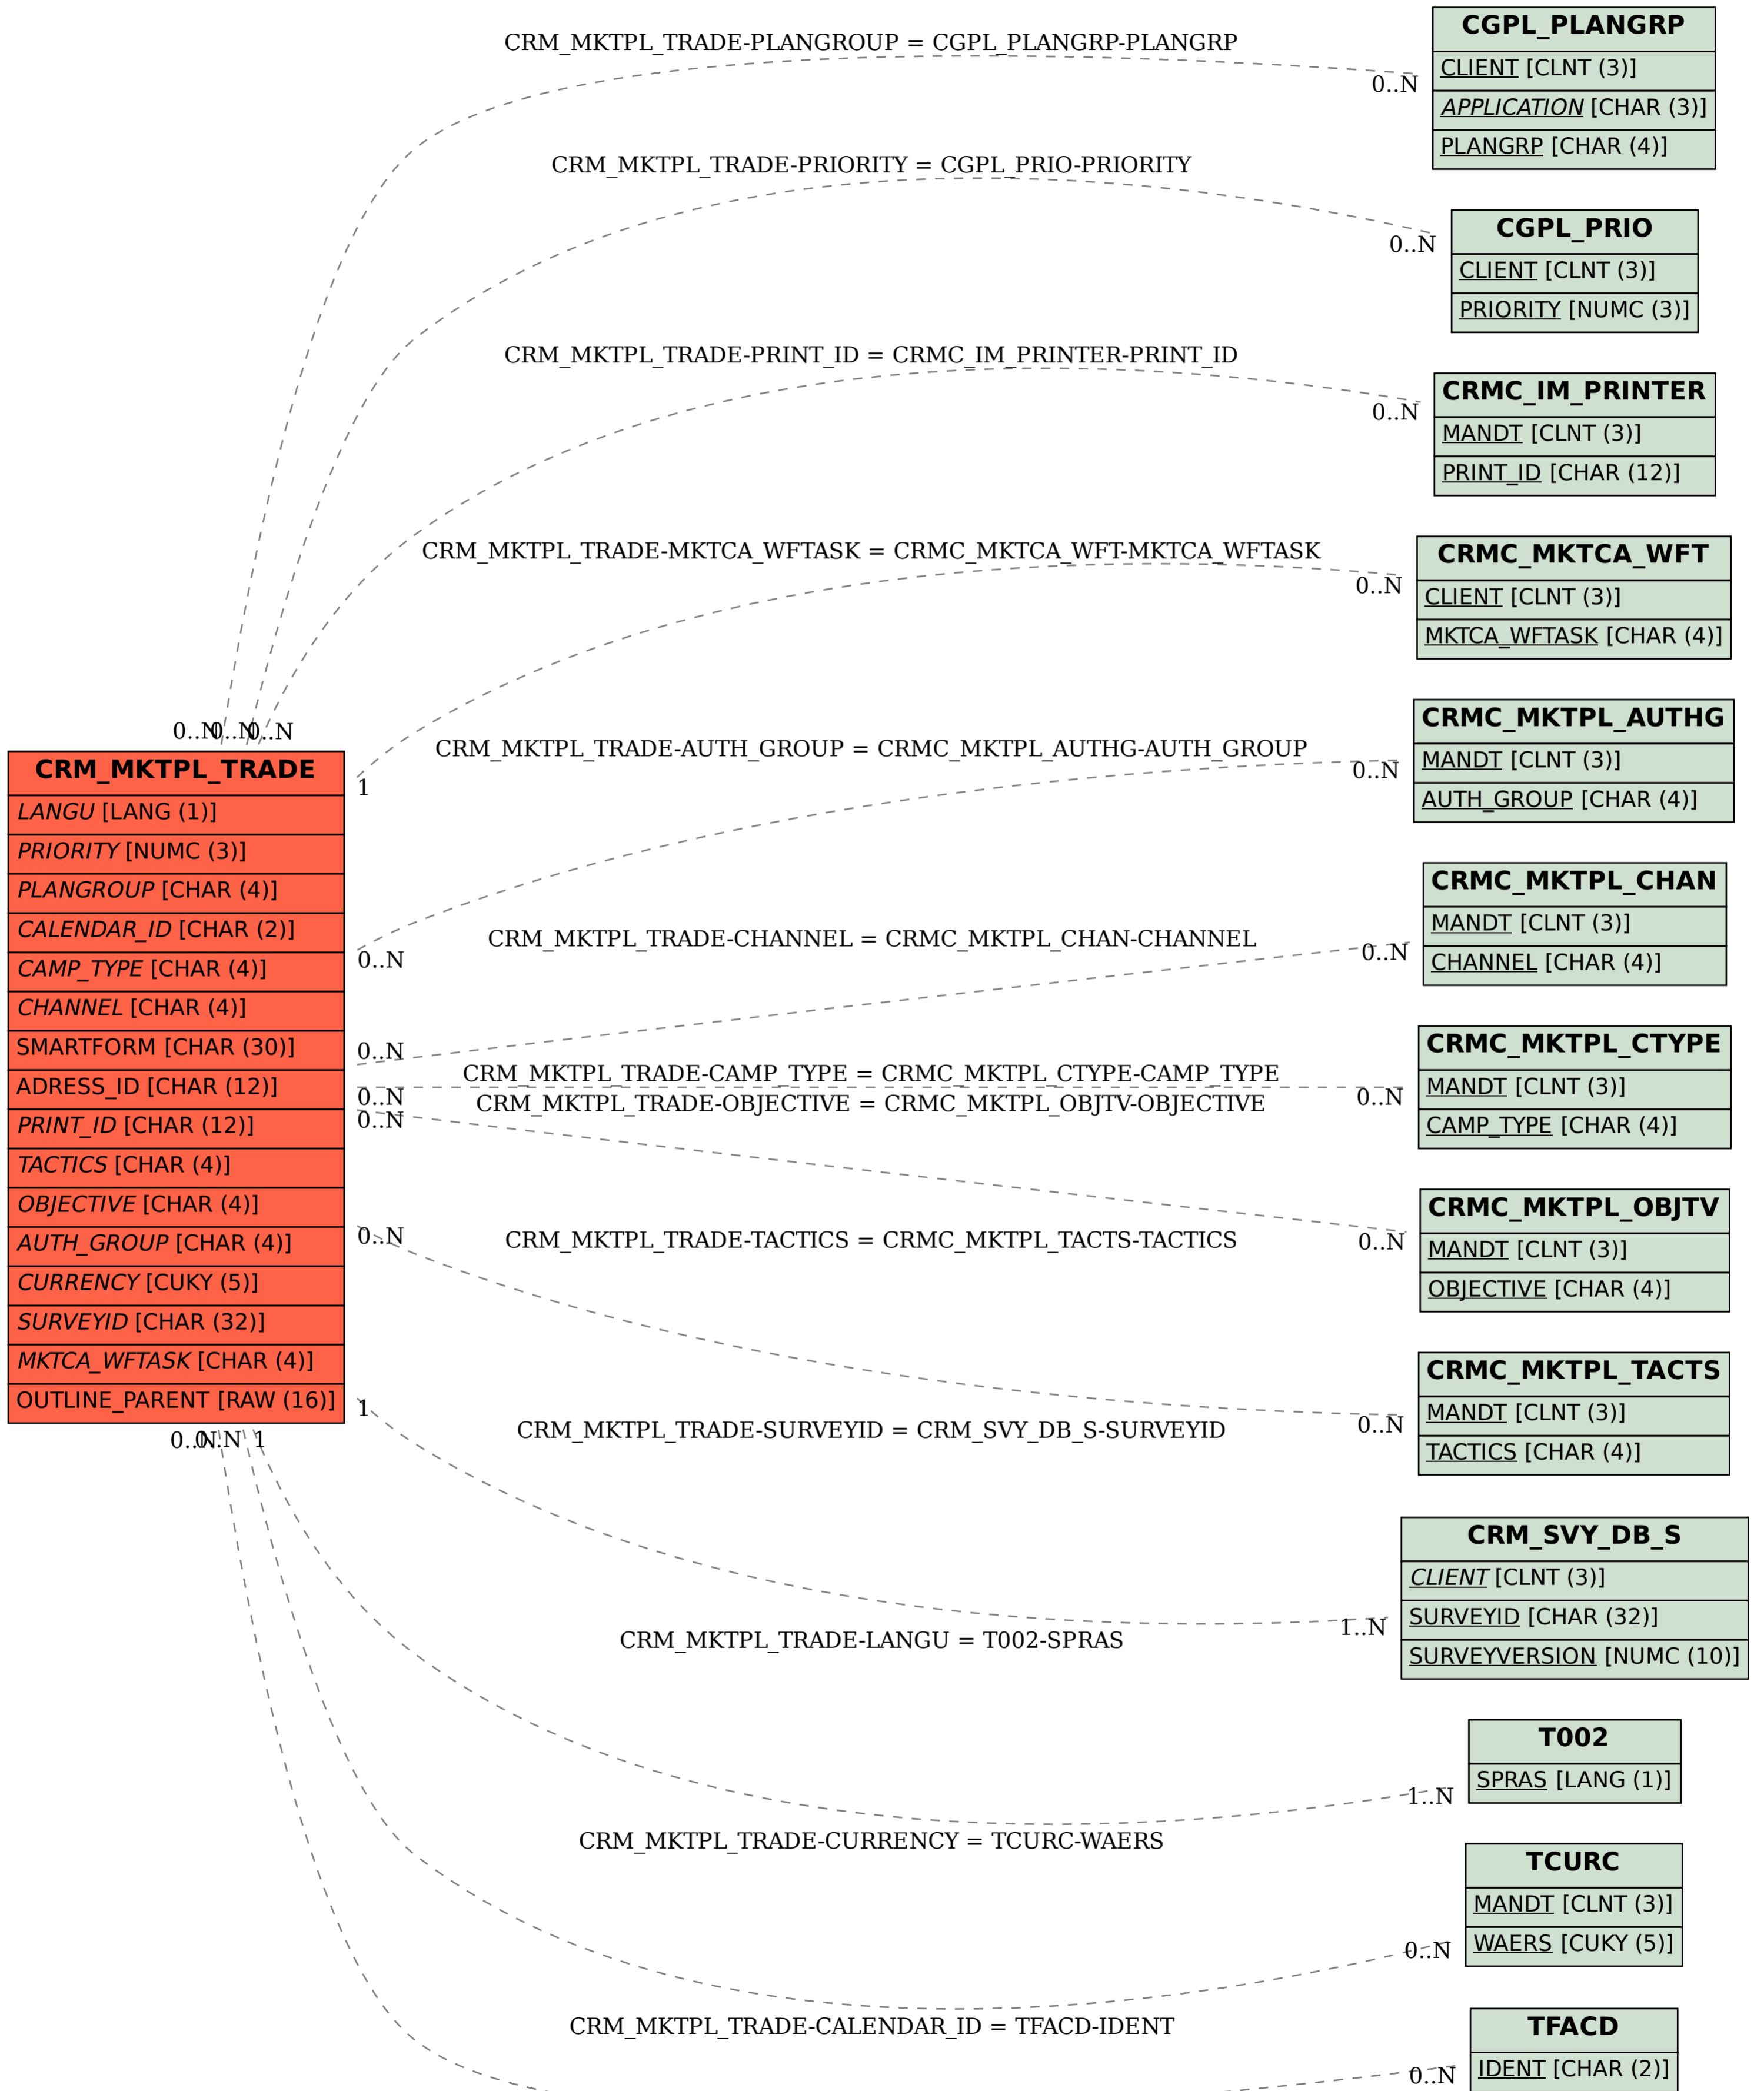 CRM_MKTPL_TRADE-PLANGROUP = CGPL_PLANGRP-PLANGRP
0..N
CGPL_PLANGRP
CLIENT [CLNT (3)]
APPLICATION [CHAR (3)]
PLANGRP [CHAR (4)]
CRM_MKTPL_TRADE-PRIORITY = CGPL_PRIO-PRIORITY
0..N
CGPL_PRIO
CLIENT [CLNT (3)]
PRIORITY [NUMC (3)]
CRM_MKTPL_TRADE-PRINT_ID = CRMC_IM_PRINTER-PRINT_ID
0..N
CRMC_IM_PRINTER
MANDT [CLNT (3)]
PRINT_ID [CHAR (12)]
CRM_MKTPL_TRADE-MKTCA_WFTASK = CRMC_MKTCA_WFT-MKTCA_WFTASK
0..N
CRMC_MKTCA_WFT
CLIENT [CLNT (3)]
MKTCA_WFTASK [CHAR (4)]
0..N
0..N
0..N
CRM_MKTPL_TRADE
LANGU [LANG (1)]
PRIORITY [NUMC (3)]
PLANGROUP [CHAR (4)]
CALENDAR_ID [CHAR (2)]
CAMP_TYPE [CHAR (4)]
CHANNEL [CHAR (4)]
SMARTFORM [CHAR (30)]
ADRESS_ID [CHAR (12)]
PRINT_ID [CHAR (12)]
TACTICS [CHAR (4)]
OBJECTIVE [CHAR (4)]
AUTH_GROUP [CHAR (4)]
CURRENCY [CUKY (5)]
SURVEYID [CHAR (32)]
MKTCA_WFTASK [CHAR (4)]
OUTLINE_PARENT [RAW (16)]
0..N
0..N
1
1
CRM_MKTPL_TRADE-AUTH_GROUP = CRMC_MKTPL_AUTHG-AUTH_GROUP
0..N
0..N
CRMC_MKTPL_AUTHG
MANDT [CLNT (3)]
AUTH_GROUP [CHAR (4)]
CRM_MKTPL_TRADE-CHANNEL = CRMC_MKTPL_CHAN-CHANNEL
0..N
0..N
CRMC_MKTPL_CHAN
MANDT [CLNT (3)]
CHANNEL [CHAR (4)]
CRM_MKTPL_TRADE-CAMP_TYPE = CRMC_MKTPL_CTYPE-CAMP_TYPE
0..N
0..N
CRMC_MKTPL_CTYPE
MANDT [CLNT (3)]
CAMP_TYPE [CHAR (4)]
CRM_MKTPL_TRADE-OBJECTIVE = CRMC_MKTPL_OBJTV-OBJECTIVE
0..N
0..N
CRMC_MKTPL_OBJTV
MANDT [CLNT (3)]
OBJECTIVE [CHAR (4)]
CRM_MKTPL_TRADE-TACTICS = CRMC_MKTPL_TACTS-TACTICS
0..N
0..N
CRMC_MKTPL_TACTS
MANDT [CLNT (3)]
TACTICS [CHAR (4)]
CRM_MKTPL_TRADE-SURVEYID = CRM_SVY_DB_S-SURVEYID
1
1..N
CRM_SVY_DB_S
CLIENT [CLNT (3)]
SURVEYID [CHAR (32)]
SURVEYVERSION [NUMC (10)]
CRM_MKTPL_TRADE-LANGU = T002-SPRAS
1..N
T002
SPRAS [LANG (1)]
CRM_MKTPL_TRADE-CURRENCY = TCURC-WAERS
0..N
TCURC
MANDT [CLNT (3)]
WAERS [CUKY (5)]
CRM_MKTPL_TRADE-CALENDAR_ID = TFACD-IDENT
0..N
TFACD
IDENT [CHAR (2)]